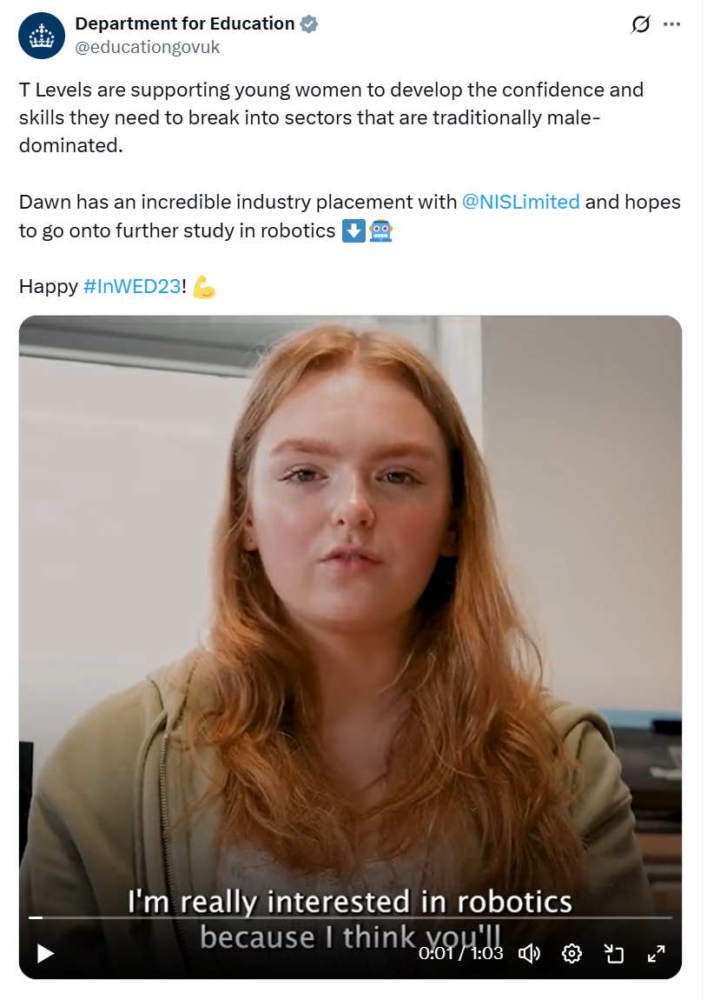 Department for Education
@educationgovuk
T Levels are supporting young women to develop the confidence and
skills they need to break into sectors that are traditionally male-
dominated.
Dawn has an incredible industry placement with @NISLimited and hopes
to go onto further study in robotics ⬇️🤖
Happy #InWED23! 💪
I'm really interested in robotics
because I think you'll
0:01 / 1:03